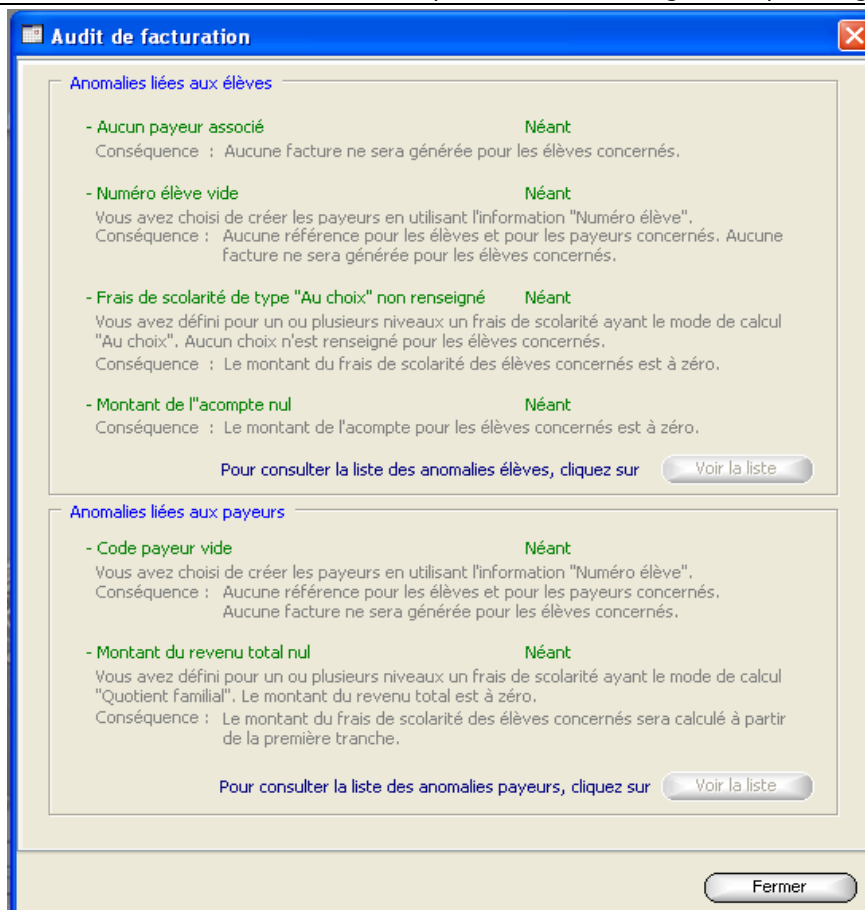 Audit de facturation
Anomalies liées aux élèves
- Aucun payeur associé Néant
Conséquence : Aucune facture ne sera générée pour les élèves concernés.
- Numéro élève vide Néant
Vous avez choisi de créer les payeurs en utilisant l'information "Numéro élève".
Conséquence : Aucune référence pour les élèves et pour les payeurs concernés. Aucune
facture ne sera générée pour les élèves concernés.
- Frais de scolarité de type "Au choix" non renseigné Néant
Vous avez défini pour un ou plusieurs niveaux un frais de scolarité ayant le mode de calcul
"Au choix". Aucun choix n'est renseigné pour les élèves concernés.
Conséquence : Le montant du frais de scolarité des élèves concernés est à zéro.
- Montant de l''acompte nul Néant
Conséquence : Le montant de l'acompte pour les élèves concernés est à zéro.
Pour consulter la liste des anomalies élèves, cliquez sur Voir la liste
Anomalies liées aux payeurs
- Code payeur vide Néant
Vous avez choisi de créer les payeurs en utilisant l'information "Numéro élève".
Conséquence : Aucune référence pour les élèves et pour les payeurs concernés.
Aucune facture ne sera générée pour les élèves concernés.
- Montant du revenu total nul Néant
Vous avez défini pour un ou plusieurs niveaux un frais de scolarité ayant le mode de calcul
"Quotient familial". Le montant du revenu total est à zéro.
Conséquence : Le montant du frais de scolarité des élèves concernés sera calculé à partir
de la première tranche.
Pour consulter la liste des anomalies payeurs, cliquez sur Voir la liste
Fermer